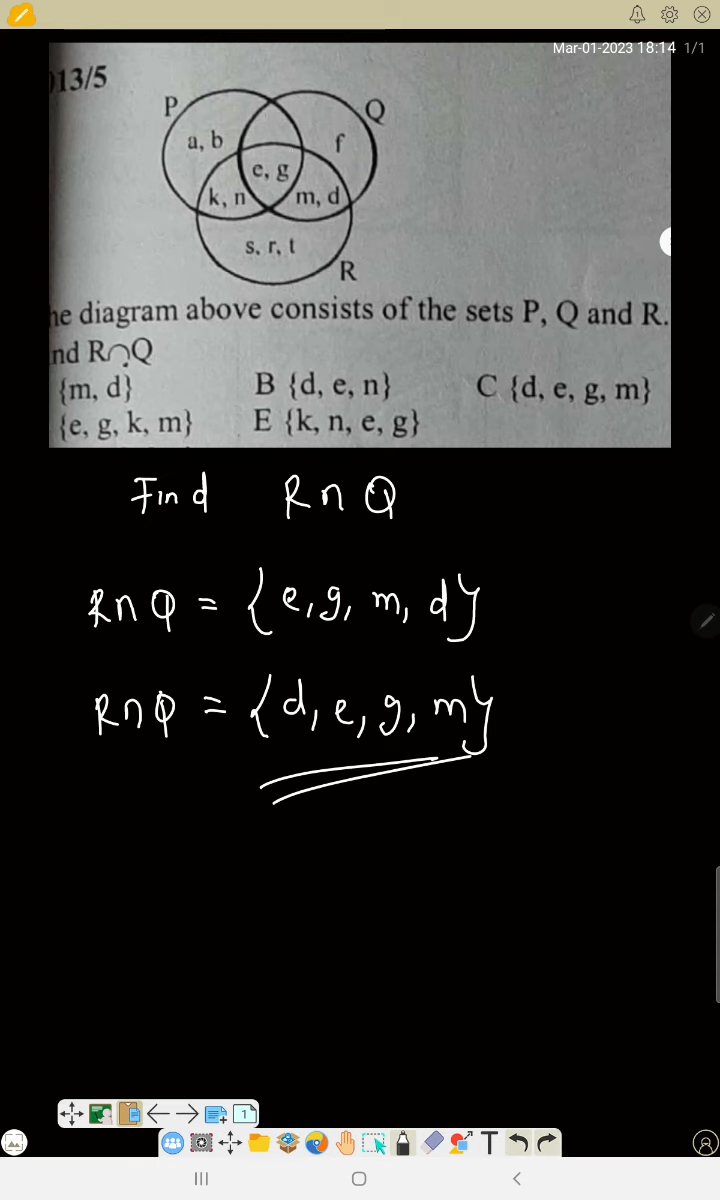 Mar-01-2023 18:14 1/1
)13/5
P
Q
a, b
f
e, g
k, n
m, d
s, r, t
R
he diagram above consists of the sets P, Q and R.
nd R∩Q
{m, d} B {d, e, n} C {d, e, g, m}
{e, g, k, m} E {k, n, e, g}
Find R n Q
R n Q = {e, g, m, d}
R n Q = {d, e, g, m}
1
T